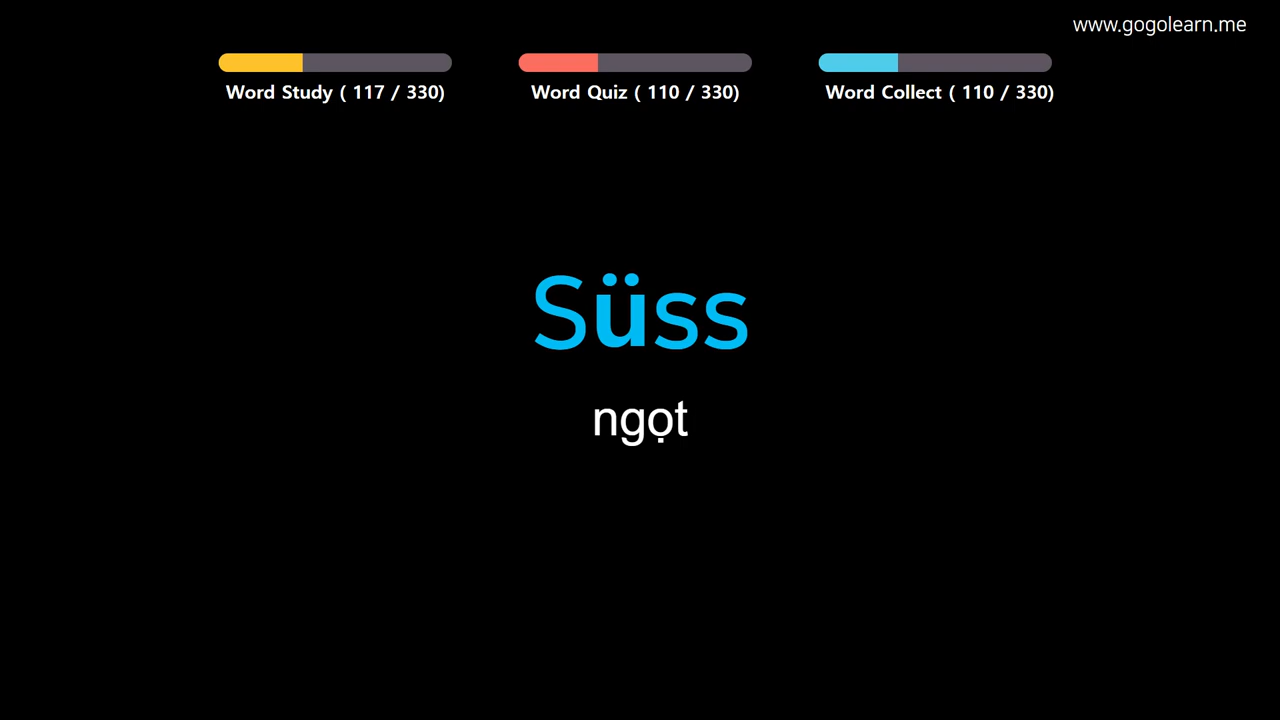 www.gogolearn.me
Word Study ( 117 / 330)
Word Quiz ( 110 / 330)
Word Collect ( 110 / 330)
Süss
ngọt